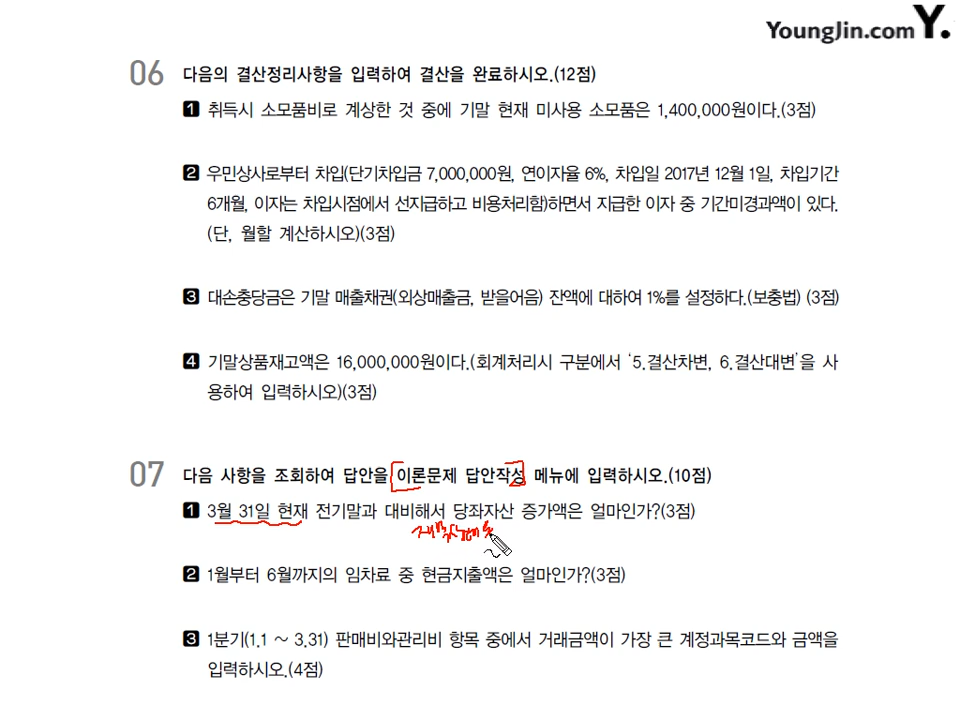 YoungJin.com Y.
06 다음의 결산정리사항을 입력하여 결산을 완료하시오.(12점)
1 취득시 소모품비로 계상한 것 중에 기말 현재 미사용 소모품은 1,400,000원이다.(3점)
2 우민상사로부터 차입(단기차입금 7,000,000원, 연이자율 6%, 차입일 2017년 12월 1일, 차입기간
6개월, 이자는 차입시점에서 선지급하고 비용처리함)하면서 지급한 이자 중 기간미경과액이 있다.
(단, 월할 계산하시오)(3점)
3 대손충당금은 기말 매출채권(외상매출금, 받을어음) 잔액에 대하여 1%를 설정하다.(보충법) (3점)
4 기말상품재고액은 16,000,000원이다.(회계처리시 구분에서 ‘5.결산차변, 6.결산대변’을 사
용하여 입력하시오)(3점)
07 다음 사항을 조회하여 답안을 이론문제 답안작성 메뉴에 입력하시오.(10점)
1 3월 31일 현재 전기말과 대비해서 당좌자산 증가액은 얼마인가?(3점)
2 1월부터 6월까지의 임차료 중 현금지출액은 얼마인가?(3점)
3 1분기(1.1 ~ 3.31) 판매비와관리비 항목 중에서 거래금액이 가장 큰 계정과목코드와 금액을
입력하시오.(4점)